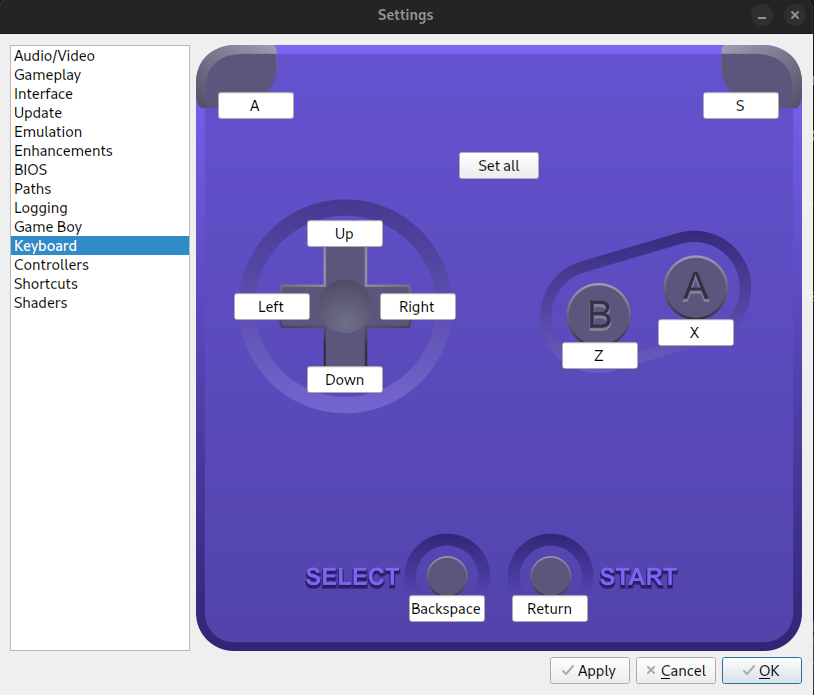 Settings
Audio/Video
Gameplay
Interface
Update
Emulation
Enhancements
BIOS
Paths
Logging
Game Boy
Keyboard
Controllers
Shortcuts
Shaders
A
S
Set all
Up
Left
Right
Down
B
A
Z
X
SELECT
START
Backspace
Return
Apply
Cancel
OK